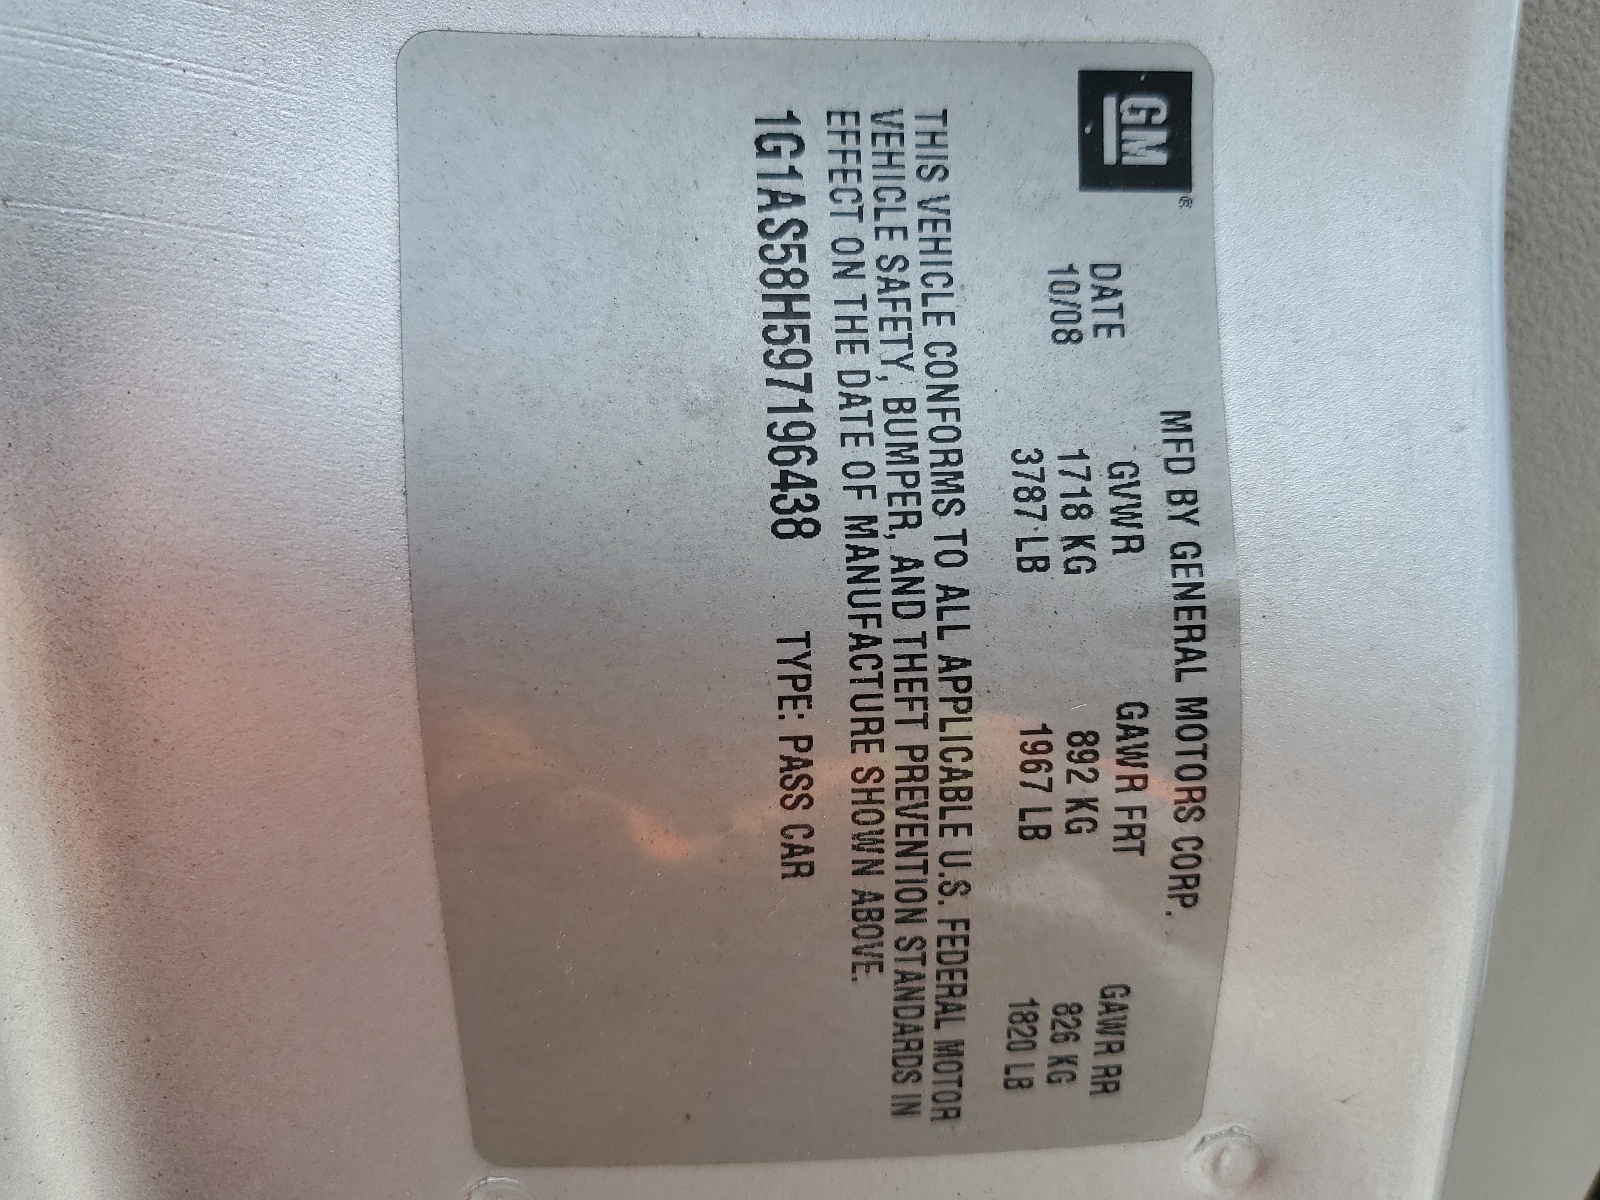 GM®
MFD BY GENERAL MOTORS CORP.
DATE GVWR GAWR FRT GAWR RR
10/08 1718 KG 892 KG 826 KG
3787 LB 1967 LB 1820 LB
THIS VEHICLE CONFORMS TO ALL APPLICABLE U.S. FEDERAL MOTOR
VEHICLE SAFETY, BUMPER, AND THEFT PREVENTION STANDARDS IN
EFFECT ON THE DATE OF MANUFACTURE SHOWN ABOVE.
1G1AS58H597196438 TYPE: PASS CAR